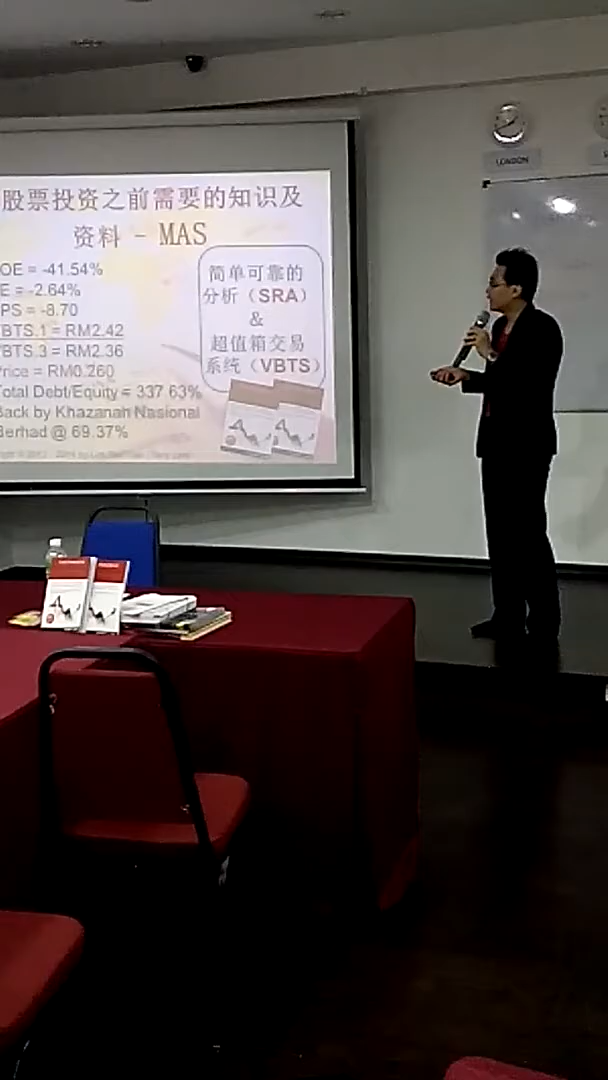 股票投资之前需要的知识及
资料 - MAS
OE = -41.54%
E = -2.64%
PS = -8.70
BTS.1 = RM2.42
BTS.3 = RM2.36
rice = RM0.260
otal Debt/Equity = 337.63%
Back by Khazanah Nasional
Berhad @ 69.37%
简单可靠的
分析（SRA）
&
超值箱交易
系统（VBTS）
LONDON